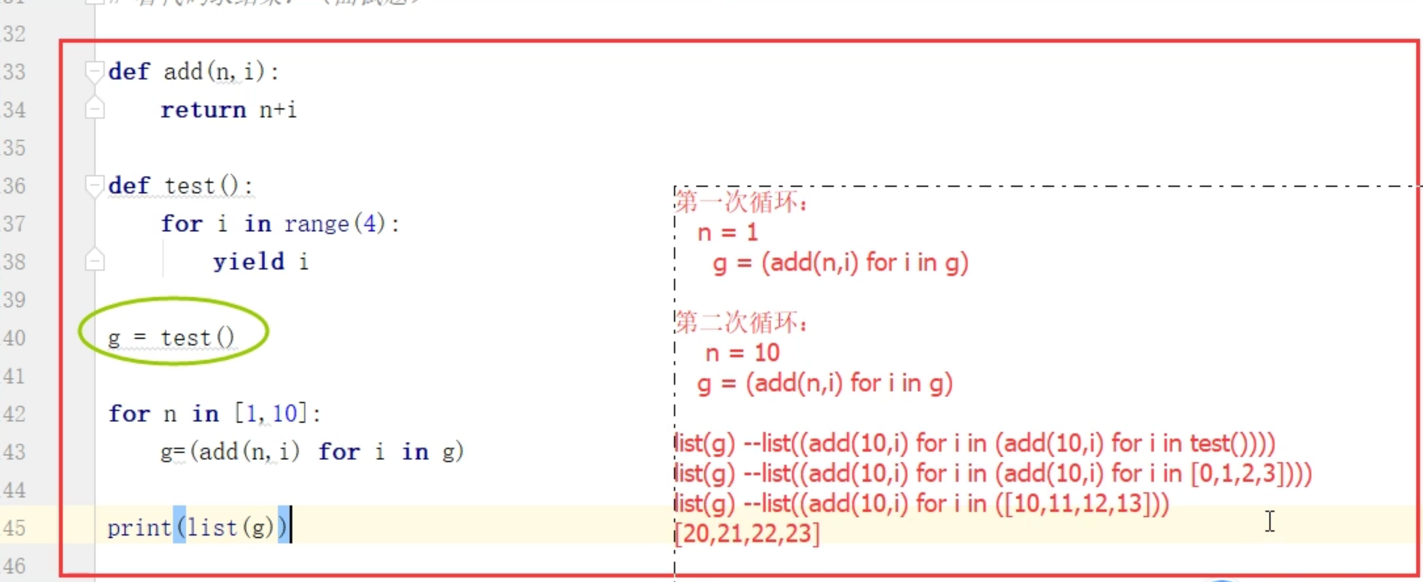 32
33 def add(n,i):
34 return n+i
35
36 def test():
37 for i in range(4):
38 yield i
39
40 g = test()
41
42 for n in [1,10]:
43 g=(add(n,i) for i in g)
44
45 print(list(g))
46
第一次循环：
n = 1
g = (add(n,i) for i in g)
第二次循环：
n = 10
g = (add(n,i) for i in g)
list(g) --list((add(10,i) for i in (add(10,i) for i in test())))
list(g) --list((add(10,i) for i in (add(10,i) for i in [0,1,2,3])))
list(g) --list((add(10,i) for i in ([10,11,12,13]))
[20,21,22,23]